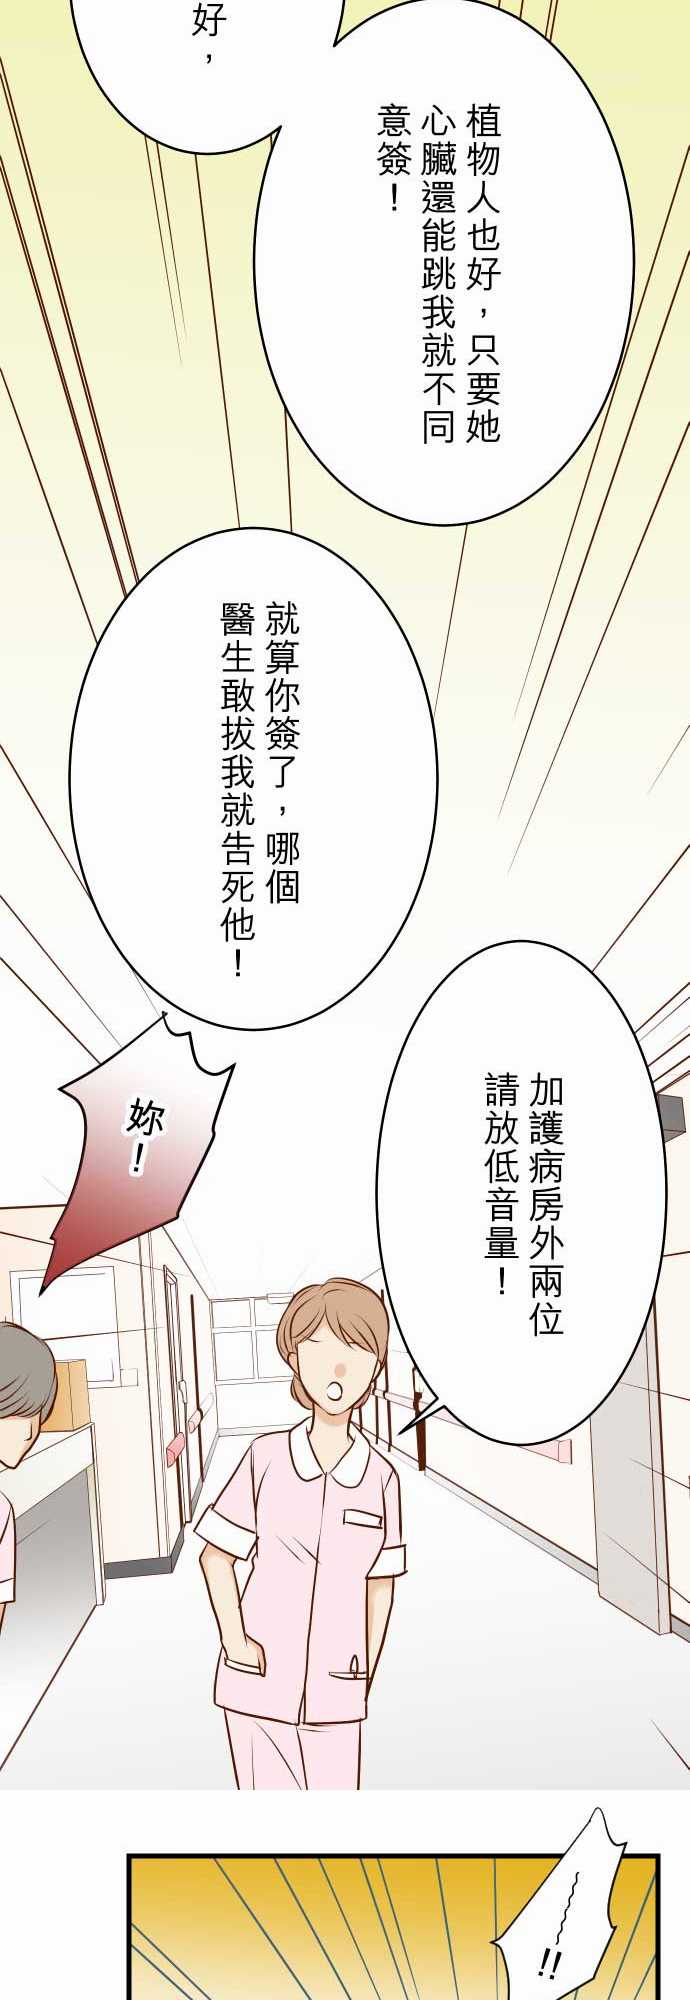 好，
植物人也好，只要她
心臟還能跳我就不同
意簽！
就算你簽了，哪個
醫生敢拔我就告死他！
妳！
加護病房外兩位
請放低音量！
~~~!!